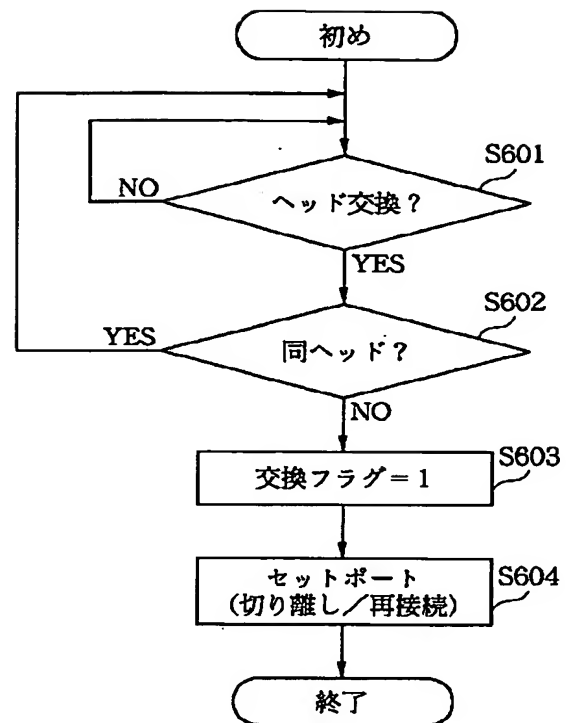 初め
S601
NO
ヘッド交換？
YES
S602
YES
同ヘッド？
NO
S603
交換フラグ＝1
S604
セットポート
(切り離し／再接続)
終了